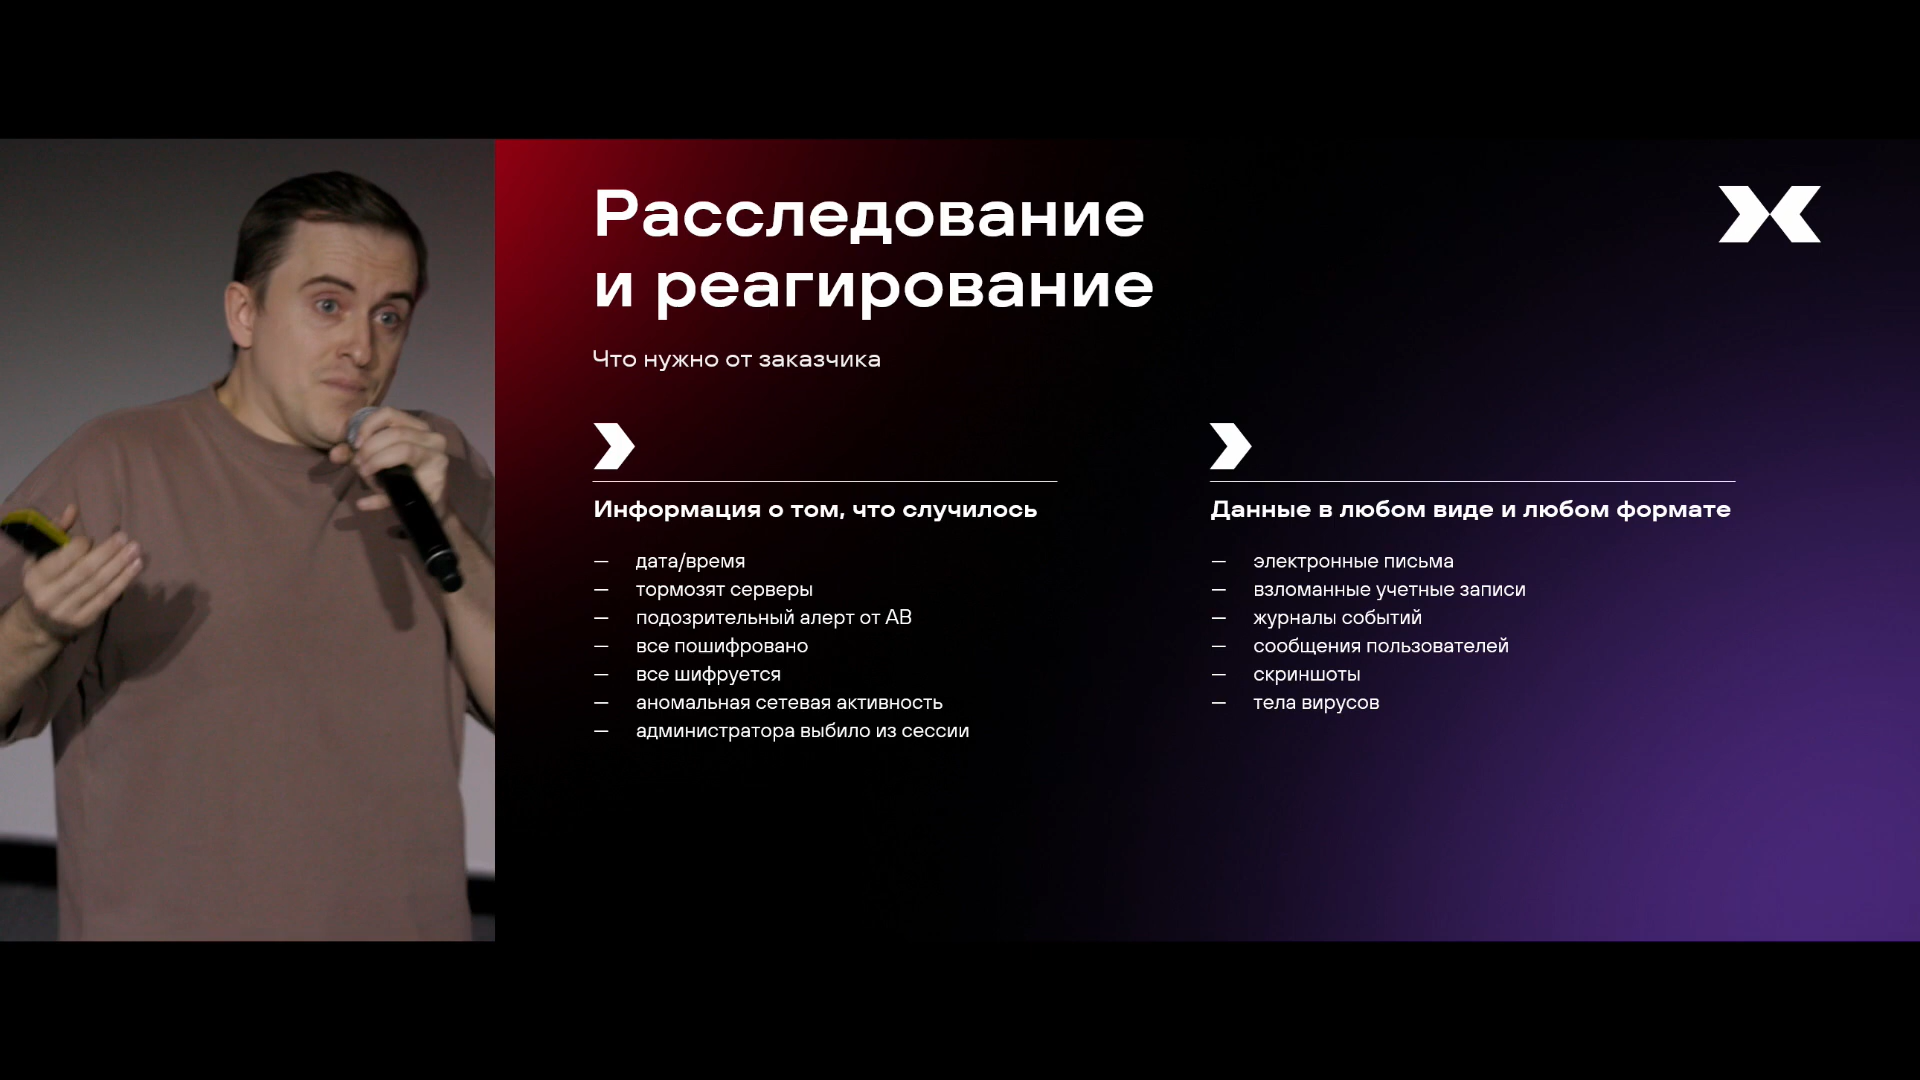 Расследование
и реагирование
Что нужно от заказчика
Информация о том, что случилось
— дата/время
— тормозят серверы
— подозрительный алерт от АВ
— все пошифровано
— все шифруется
— аномальная сетевая активность
— администратора выбило из сессии
Данные в любом виде и любом формате
— электронные письма
— взломанные учетные записи
— журналы событий
— сообщения пользователей
— скриншоты
— тела вирусов